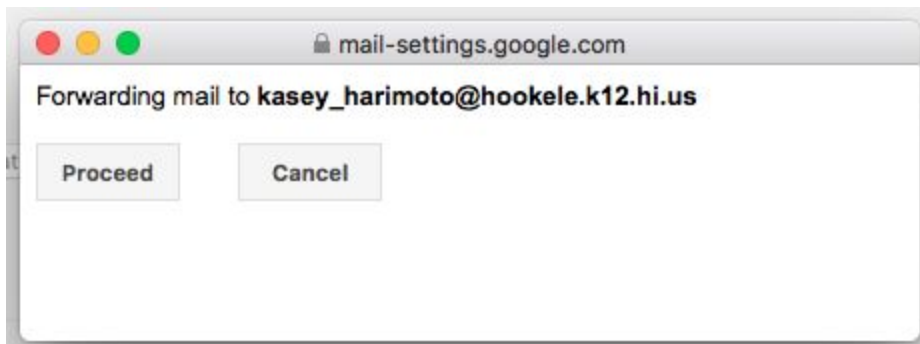 mail-settings.google.com
Forwarding mail to kasey_harimoto@hookele.k12.hi.us
Proceed Cancel